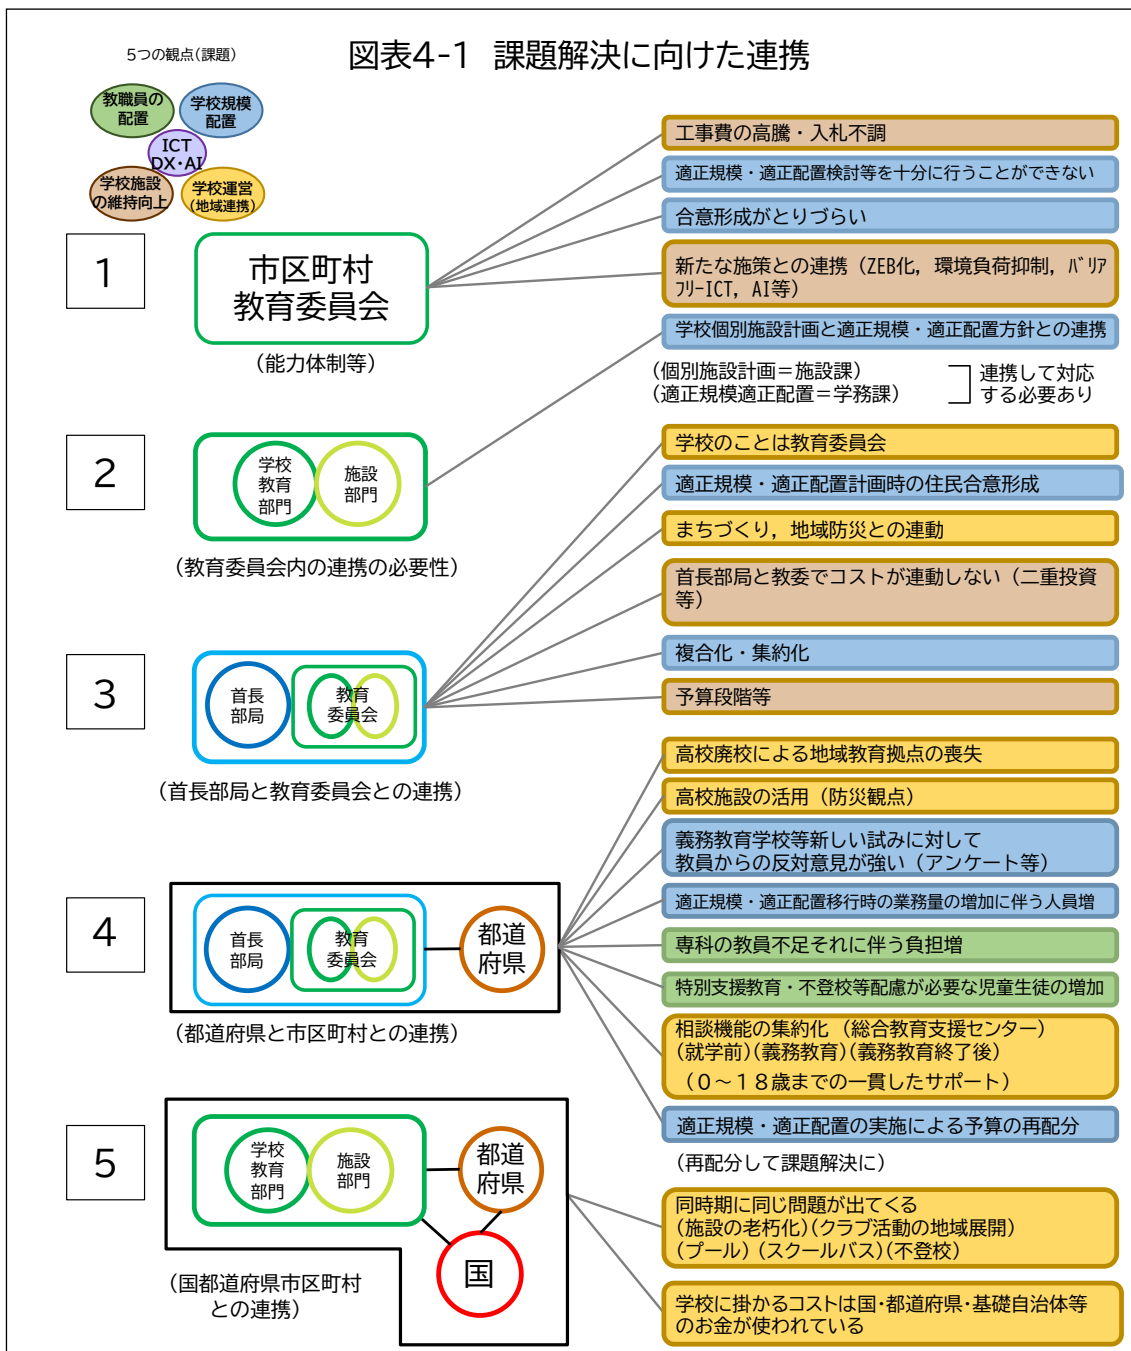 図表4-1 課題解決に向けた連携
5つの観点(課題)
教職員の
配置
学校規模
配置
ICT
DX・AI
学校施設
の維持向上
学校運営
(地域連携)
1
市区町村
教育委員会
(能力体制等)
工事費の高騰・入札不調
適正規模・適正配置検討等を十分に行うことができない
合意形成がとりづらい
新たな施策との連携（ZEB化，環境負荷抑制，ﾊﾞﾘｱ
ﾌﾘｰICT，AI等）
2
学校
教育
部門
施設
部門
(教育委員会内の連携の必要性)
学校個別施設計画と適正規模・適正配置方針との連携
(個別施設計画＝施設課)
(適正規模適正配置＝学務課)
連携して対応
する必要あり
3
首長
部局
教育
委員会
(首長部局と教育委員会との連携)
学校のことは教育委員会
適正規模・適正配置計画時の住民合意形成
まちづくり，地域防災との連動
首長部局と教委でコストが連動しない（二重投資
等）
複合化・集約化
予算段階等
4
首長
部局
教育
委員会
都道
府県
(都道府県と市区町村との連携)
高校廃校による地域教育拠点の喪失
高校施設の活用（防災観点）
義務教育学校等新しい試みに対して
教員からの反対意見が強い（アンケート等）
適正規模・適正配置移行時の業務量の増加に伴う人員増
専科の教員不足それに伴う負担増
特別支援教育・不登校等配慮が必要な児童生徒の増加
相談機能の集約化（総合教育支援センター）
(就学前)(義務教育)(義務教育終了後)
（０～１８歳までの一貫したサポート）
適正規模・適正配置の実施による予算の再配分
(再配分して課題解決に)
5
学校
教育
部門
施設
部門
都道
府県
国
(国都道府県市区町村
との連携)
同時期に同じ問題が出てくる
(施設の老朽化)(クラブ活動の地域展開)
(プール)(スクールバス)(不登校)
学校に掛かるコストは国・都道府県・基礎自治体等
のお金が使われている